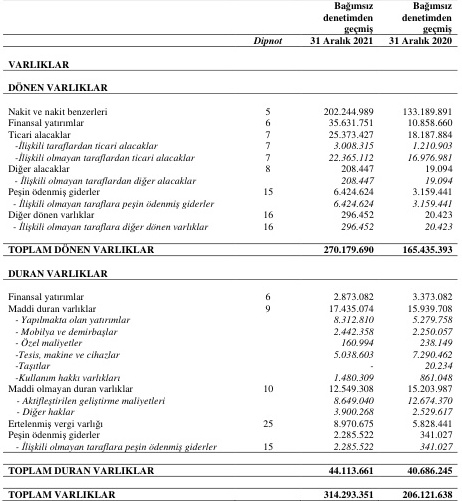 Bağımsız denetimden geçmiş Bağımsız denetimden geçmiş
Dipnot 31 Aralık 2021 31 Aralık 2020
VARLIKLAR
DÖNEN VARLIKLAR
Nakit ve nakit benzerleri 5 202.244.989 133.189.891
Finansal yatırımlar 6 35.631.751 10.858.660
Ticari alacaklar 7 25.373.427 18.187.884
-İlişkili taraflardan ticari alacaklar 7 3.008.315 1.210.903
-İlişkili olmayan taraflardan ticari alacaklar 7 22.365.112 16.976.981
Diğer alacaklar 8 208.447 19.094
-İlişkili olmayan taraflardan diğer alacaklar 208.447 19.094
Peşin ödenmiş giderler 15 6.424.624 3.159.441
- İlişkili olmayan taraflara peşin ödenmiş giderler 6.424.624 3.159.441
Diğer dönen varlıklar 16 296.452 20.423
- İlişkili olmayan taraflara diğer dönen varlıklar 16 296.452 20.423
TOPLAM DÖNEN VARLIKLAR 270.179.690 165.435.393
DURAN VARLIKLAR
Finansal yatırımlar 6 2.873.082 3.373.082
Maddi duran varlıklar 9 17.435.074 15.939.708
- Yapılmakta olan yatırımlar 8.312.810 5.279.758
- Mobilya ve demirbaşlar 2.442.358 2.250.057
- Özel maliyetler 160.994 238.149
-Tesis, makine ve cihazlar 5.038.603 7.290.462
-Taşıtlar - 20.234
-Kullanım hakkı varlıkları 1.480.309 861.048
Maddi olmayan duran varlıklar 10 12.549.308 15.203.987
- Aktifleştirilen geliştirme maliyetleri 8.649.040 12.674.370
- Diğer haklar 3.900.268 2.529.617
Ertelenmiş vergi varlığı 25 8.970.675 5.828.441
Peşin ödenmiş giderler 2.285.522 341.027
- İlişkili olmayan taraflara peşin ödenmiş giderler 15 2.285.522 341.027
TOPLAM DURAN VARLIKLAR 44.113.661 40.686.245
TOPLAM VARLIKLAR 314.293.351 206.121.638